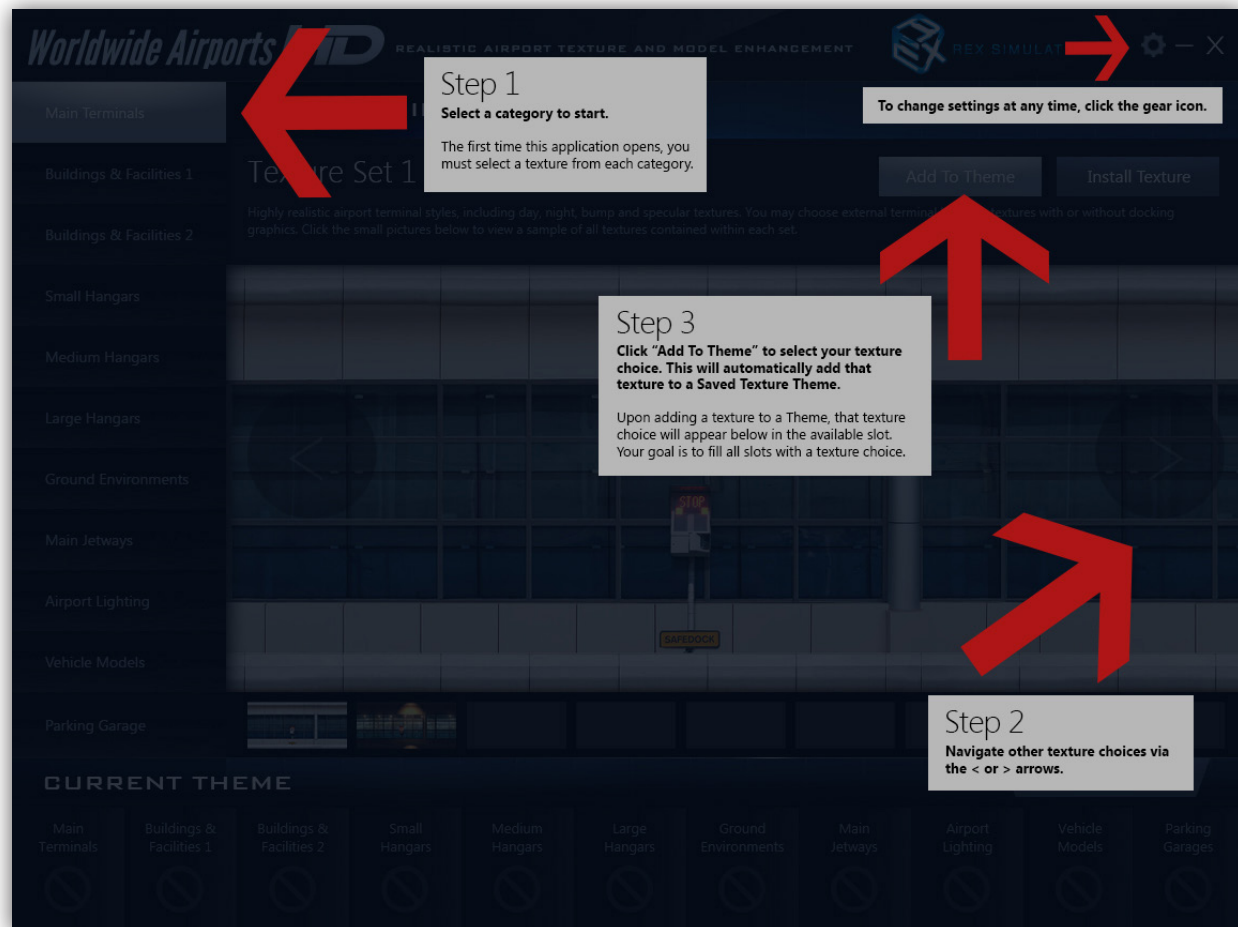 Worldwide Airports HD
REALISTIC AIRPORT TEXTURE AND MODEL ENHANCEMENT
REX
REX SIMULAT
To change settings at any time, click the gear icon.
Step 1
Select a category to start.
The first time this application opens, you
must select a texture from each category.
Main Terminals
Buildings & Facilities 1
Buildings & Facilities 2
Small Hangars
Medium Hangars
Large Hangars
Ground Environments
Main Jetways
Airport Lighting
Vehicle Models
Parking Garage
Texture Set 1
Add To Theme
Install Texture
Highly realistic airport terminal styles, including day, night, bump and specular textures. You may choose external terminal textures with or without docking
graphics. Click the small pictures below to view a sample of all textures contained within each set.
Step 3
Click “Add To Theme” to select your texture
choice. This will automatically add that
texture to a Saved Texture Theme.
Upon adding a texture to a Theme, that texture
choice will appear below in the available slot.
Your goal is to fill all slots with a texture choice.
<
>
STOP
SAFEDOCK
Step 2
Navigate other texture choices via
the < or > arrows.
CURRENT THEME
Main
Terminals
Buildings &
Facilities 1
Buildings &
Facilities 2
Small
Hangars
Medium
Hangars
Large
Hangars
Ground
Environments
Main
Jetways
Airport
Lighting
Vehicle
Models
Parking
Garages